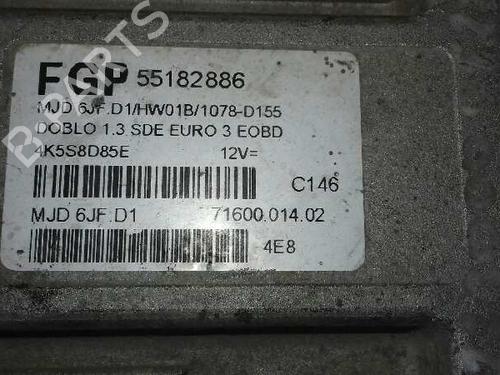 FGP 55182886
MJD 6JF.D1/HW01B/1078-D155
DOBLO 1.3 SDE EURO 3 EOBD
4K5S8D85E 12V=
C146
MJD 6JF.D1 71600.014.02
4E8
B-PARTS